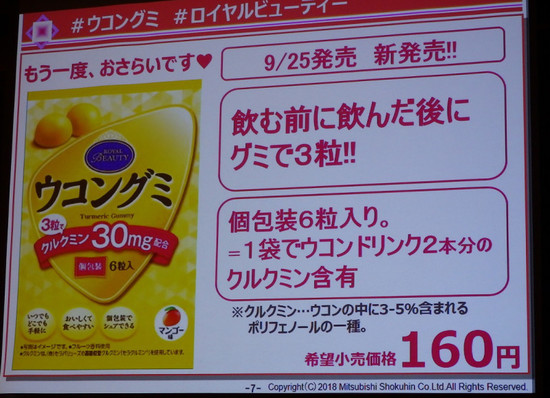 #ウコングミ #ロイヤルビューティー
もう一度、おさらいです♥
9/25発売 新発売!!
飲む前に飲んだ後に
グミで3粒!!
個包装6粒入り。
=1袋でウコンドリンク2本分の
クルクミン含有
※クルクミン…ウコンの中に3-5%含まれる
ポリフェノールの一種。
希望小売価格 160円
ROYAL
BEAUTY
ウコングミ
Turmeric Gummy
3粒で
クルクミン30mg配合
個包装 6粒入
いつでも
どこでも
手軽に
おいしくて
食べやすい
個包装で
シェアできる
マンゴー
味
-7-
Copyright(C) 2018 Mitsubishi Shokuhin Co.Ltd.All Rights Reserved.